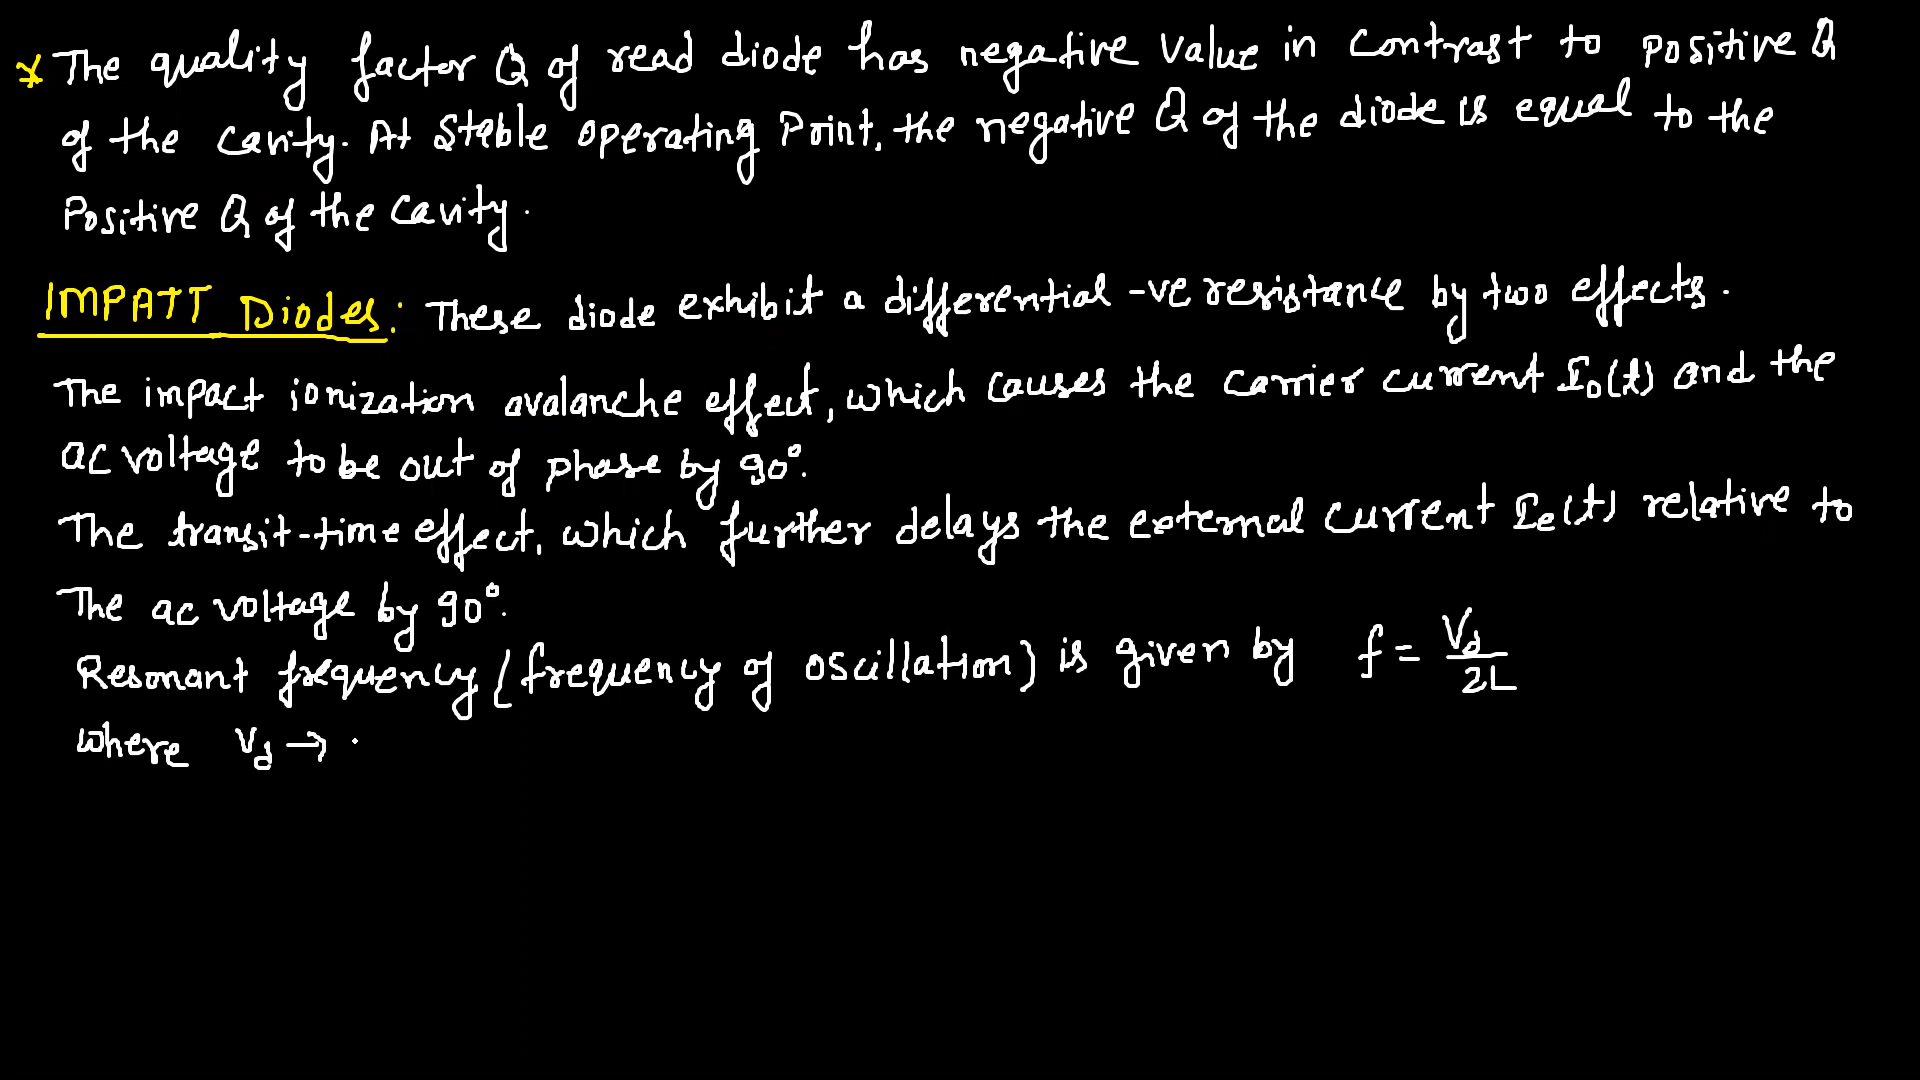 * The quality factor Q of read diode has negative value in contrast to positive Q
of the cavity. At stable operating point, the negative Q of the diode is equal to the
Positive Q of the cavity.
IMPATT Diodes: These diode exhibit a differential -ve resistance by two effects.
The impact ionization avalanche effect, which causes the carrier current I₀(t) and the
ac voltage to be out of phase by 90°.
The transit-time effect, which further delays the external current Ie(t) relative to
The ac voltage by 90°.
Resonant frequency (frequency of oscillation) is given by f = Vd/2L
where Vd →